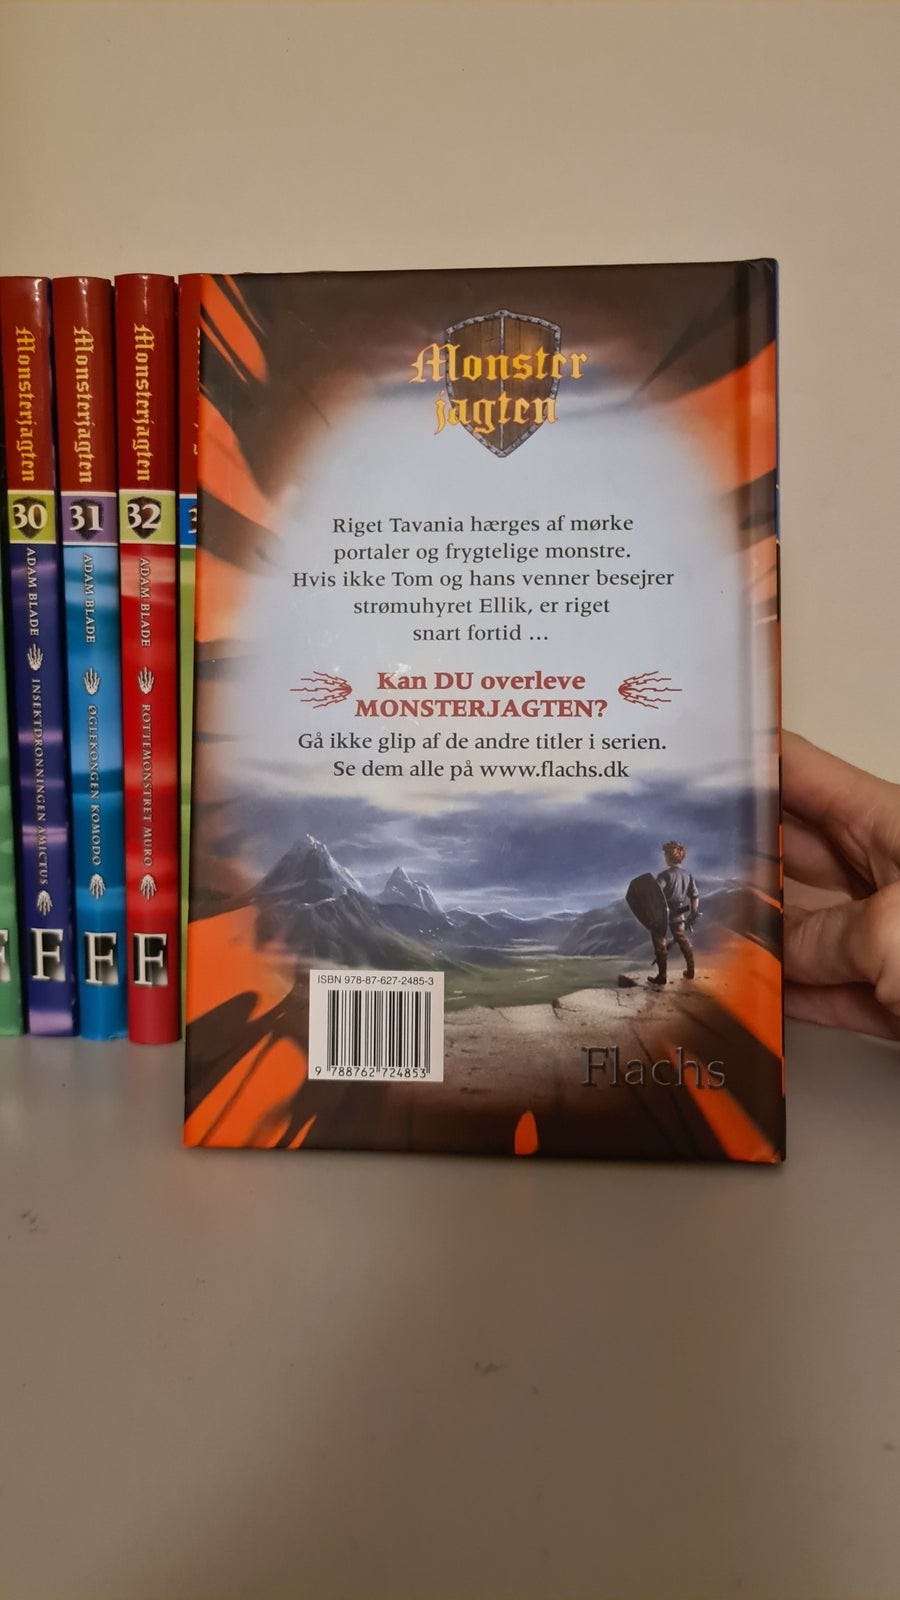 Monsterjagten
30
ADAM BLADE
INSEKTDRONNINGEN AMICTUS
F
Monsterjagten
31
ADAM BLADE
ØGLEKONGEN KOMODO
F
Monsterjagten
32
ADAM BLADE
ROTTEMONSTRET MURO
F
Monster
jagten
Riget Tavania hærges af mørke
portaler og frygtelige monstre.
Hvis ikke Tom og hans venner besejrer
strømuhyret Ellik, er riget
snart fortid ...
Kan DU overleve
MONSTERJAGTEN?
Gå ikke glip af de andre titler i serien.
Se dem alle på www.flachs.dk
ISBN 978-87-627-2485-3
9 788762 724853
Flachs